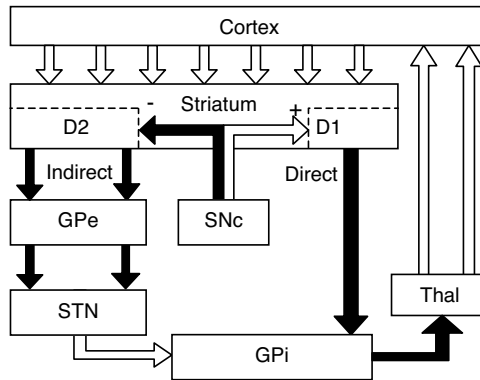 Cortex
- Striatum +
D2 D1
Indirect Direct
GPe SNc
STN Thal
GPi